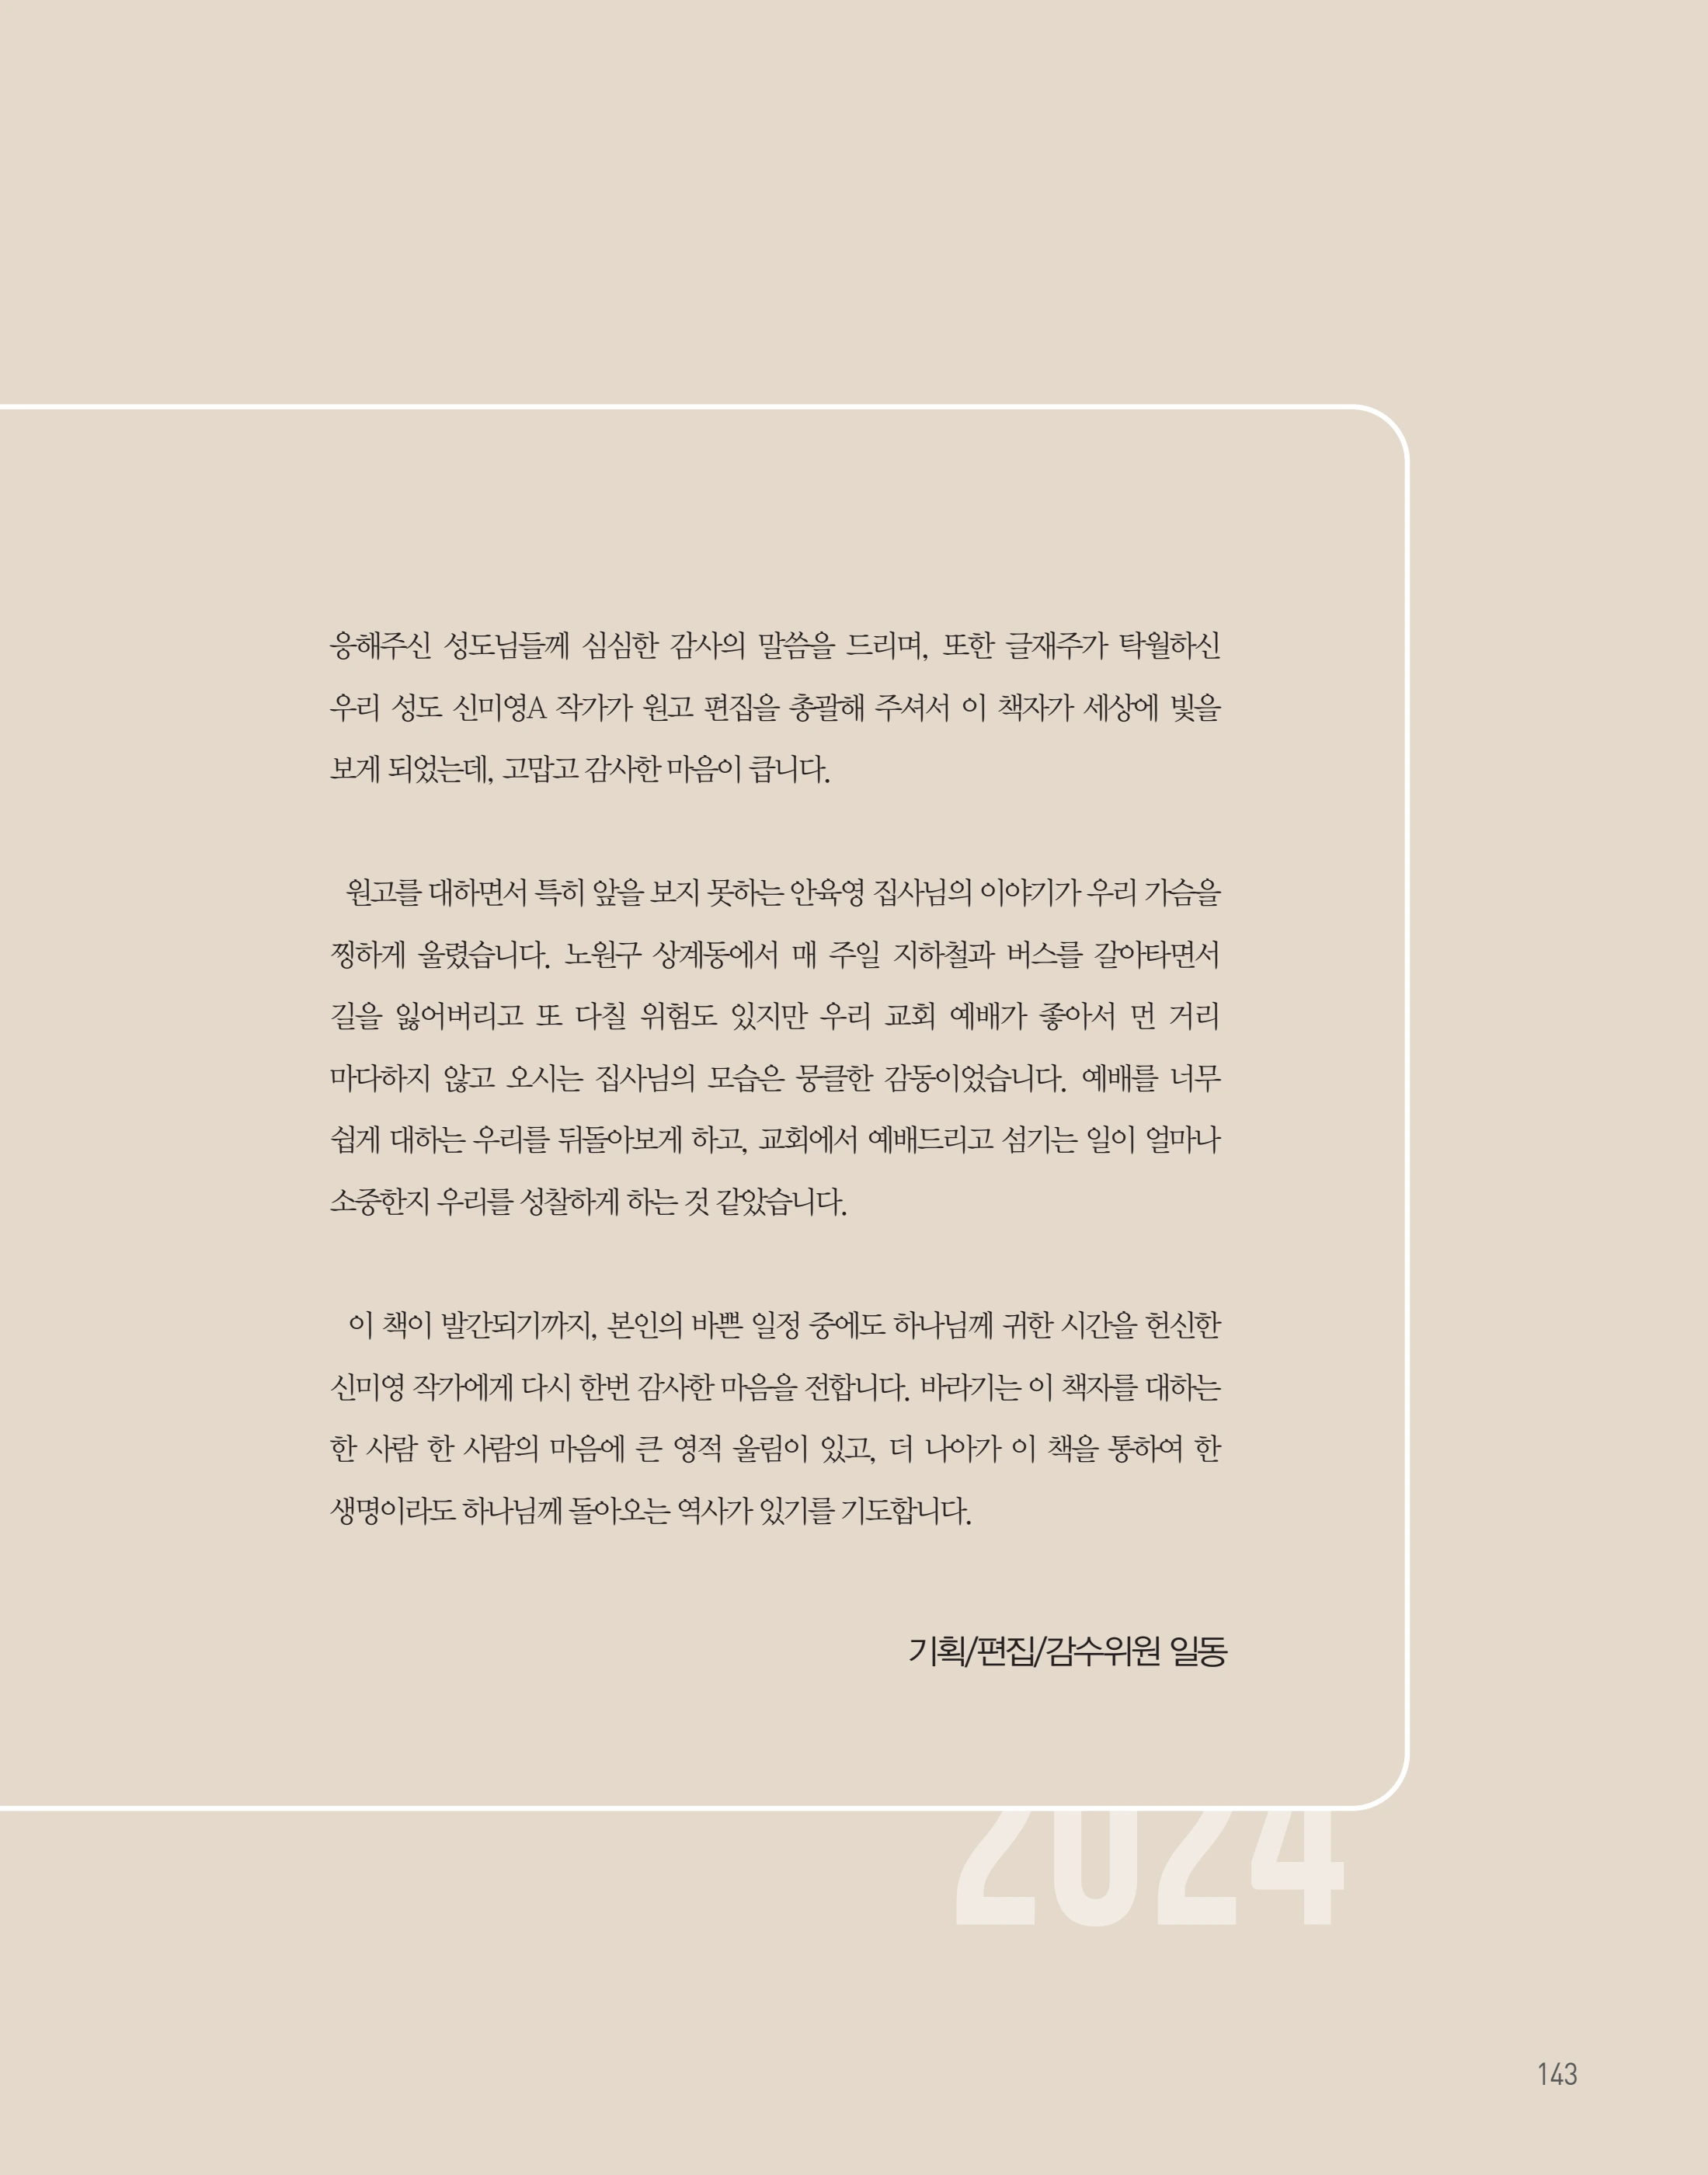 응해주신 성도님들께 심심한 감사의 말씀을 드리며, 또한 글재주가 탁월하신
우리 성도 신미영A 작가가 원고 편집을 총괄해 주셔서 이 책자가 세상에 빛을
보게 되었는데, 고맙고 감사한 마음이 큽니다.
원고를 대하면서 특히 앞을 보지 못하는 안육영 집사님의 이야기가 우리 가슴을
찡하게 울렸습니다. 노원구 상계동에서 매 주일 지하철과 버스를 갈아타면서
길을 잃어버리고 또 다칠 위험도 있지만 우리 교회 예배가 좋아서 먼 거리
마다하지 않고 오시는 집사님의 모습은 뭉클한 감동이었습니다. 예배를 너무
쉽게 대하는 우리를 뒤돌아보게 하고, 교회에서 예배드리고 섬기는 일이 얼마나
소중한지 우리를 성찰하게 하는 것 같았습니다.
이 책이 발간되기까지, 본인의 바쁜 일정 중에도 하나님께 귀한 시간을 헌신한
신미영 작가에게 다시 한번 감사한 마음을 전합니다. 바라기는 이 책자를 대하는
한 사람 한 사람의 마음에 큰 영적 울림이 있고, 더 나아가 이 책을 통하여 한
생명이라도 하나님께 돌아오는 역사가 있기를 기도합니다.
기획/편집/감수위원 일동
2024
143